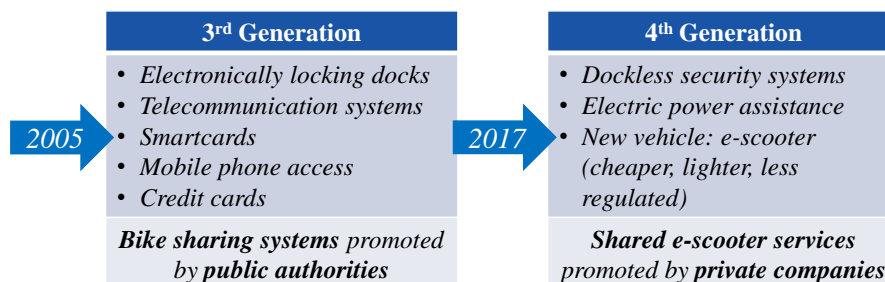 2005
3rd Generation
• Electronically locking docks
• Telecommunication systems
• Smartcards
• Mobile phone access
• Credit cards
Bike sharing systems promoted
by public authorities
2017
4th Generation
• Dockless security systems
• Electric power assistance
• New vehicle: e-scooter
(cheaper, lighter, less
regulated)
Shared e-scooter services
promoted by private companies